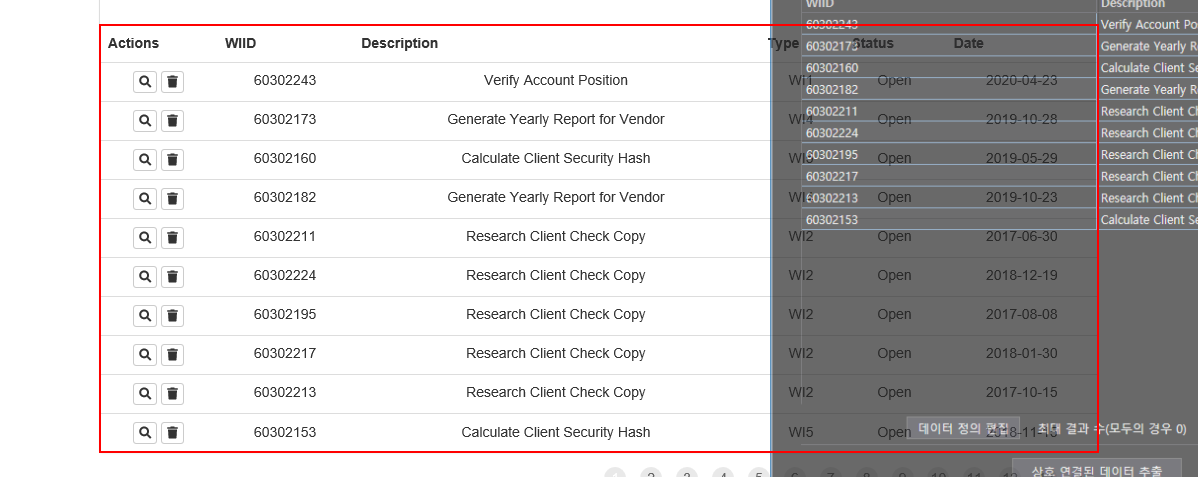 WIID Description
Actions WIID Description Type Status Date
60302243 Verify Account Position WI1 Open 2020-04-23
60302173 Generate Yearly Report for Vendor WI4 Open 2019-10-28
60302160 Calculate Client Security Hash Open 2019-05-29
60302182 Generate Yearly Report for Vendor Open 2019-10-23
60302211 Research Client Check Copy WI2 Open 2017-06-30
60302224 Research Client Check Copy WI2 Open 2018-12-19
60302195 Research Client Check Copy WI2 Open 2017-08-08
60302217 Research Client Check Copy WI2 Open 2018-01-30
60302213 Research Client Check Copy WI2 Open 2017-10-15
60302153 Calculate Client Security Hash WI5 Open
60302243 Verify Account Po
60302173 Generate Yearly R
60302160 Calculate Client Se
60302182 Generate Yearly R
60302211 Research Client Ch
60302224 Research Client Ch
60302195 Research Client Ch
60302217 Research Client Ch
60302213 Research Client Ch
60302153 Calculate Client Se
데이터 정의 편집 최대 결과 수(모두의 경우 0)
1 2 3 4 5 6 7 8 9 10 11
상호 연결된 데이터 추출